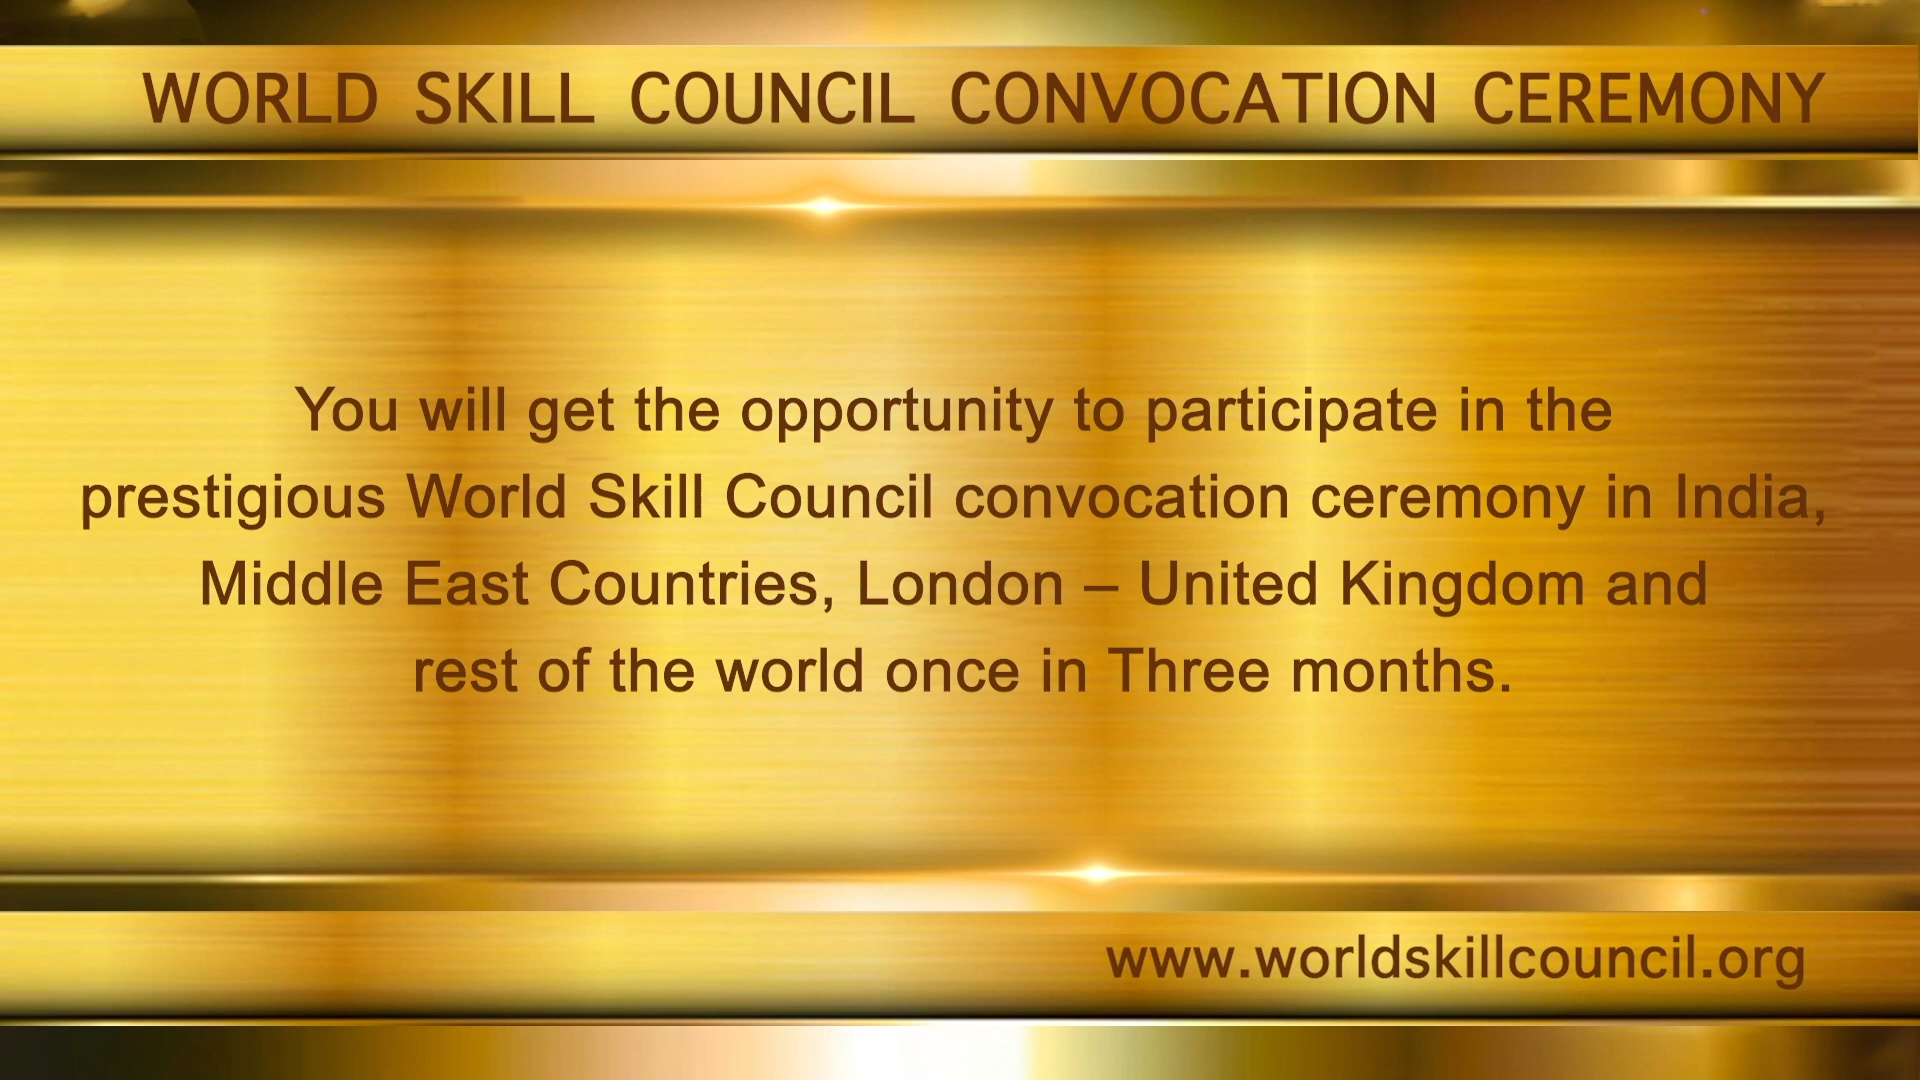 WORLD SKILL COUNCIL CONVOCATION CEREMONY
You will get the opportunity to participate in the
prestigious World Skill Council convocation ceremony in India,
Middle East Countries, London – United Kingdom and
rest of the world once in Three months.
www.worldskillcouncil.org